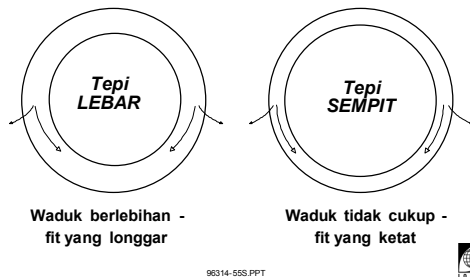 Tepi
LEBAR
Tepi
SEMPIT
Waduk berlebihan -
fit yang longgar
Waduk tidak cukup -
fit yang ketat
96314-55S.PPT